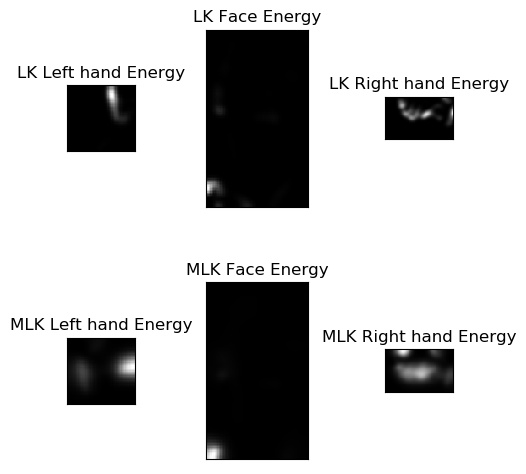 LK Face Energy
LK Left hand Energy
LK Right hand Energy
MLK Face Energy
MLK Left hand Energy
MLK Right hand Energy